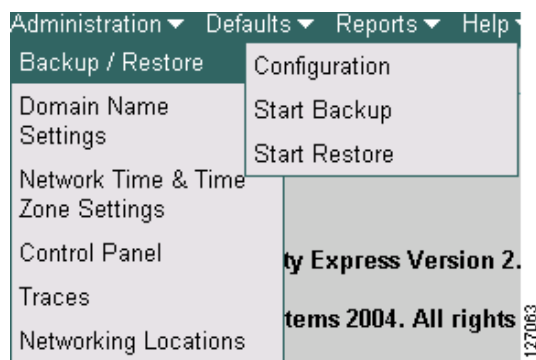 Administration ▼ Defaults ▼ Reports ▼ Help
Backup / Restore
Configuration
Start Backup
Start Restore
Domain Name
Settings
Network Time & Time
Zone Settings
Control Panel
Traces
Networking Locations
ty Express Version 2.
tems 2004. All rights
127063